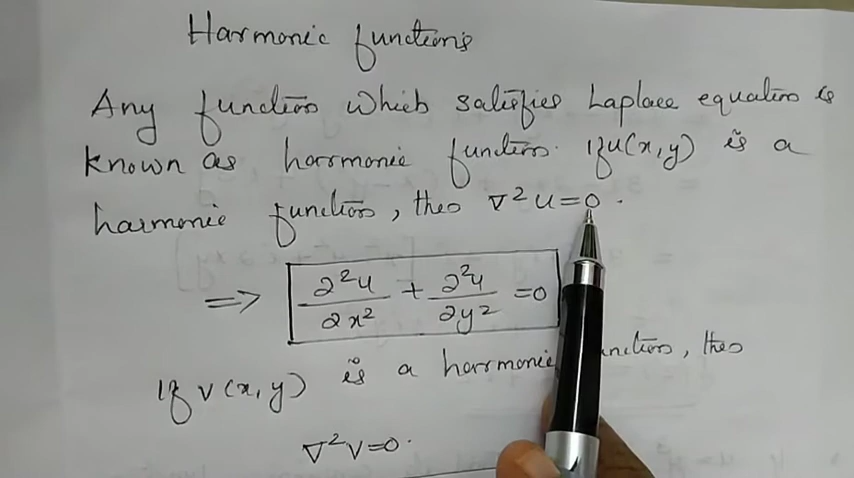 Harmonic functions
Any function which satisfies Laplace equation is
known as harmonic function. If u(x,y) is a
harmonic function, then ∇²u=0.
=> ∂²u/∂x² + ∂²u/∂y² =0
If v(x,y) is a harmonic function, then
∇²v=0.